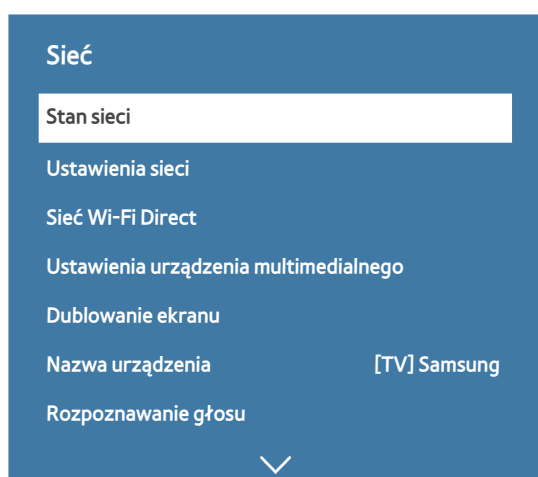 Sieć
Stan sieci
Ustawienia sieci
Sieć Wi-Fi Direct
Ustawienia urządzenia multimedialnego
Dublowanie ekranu
Nazwa urządzenia [TV] Samsung
Rozpoznawanie głosu